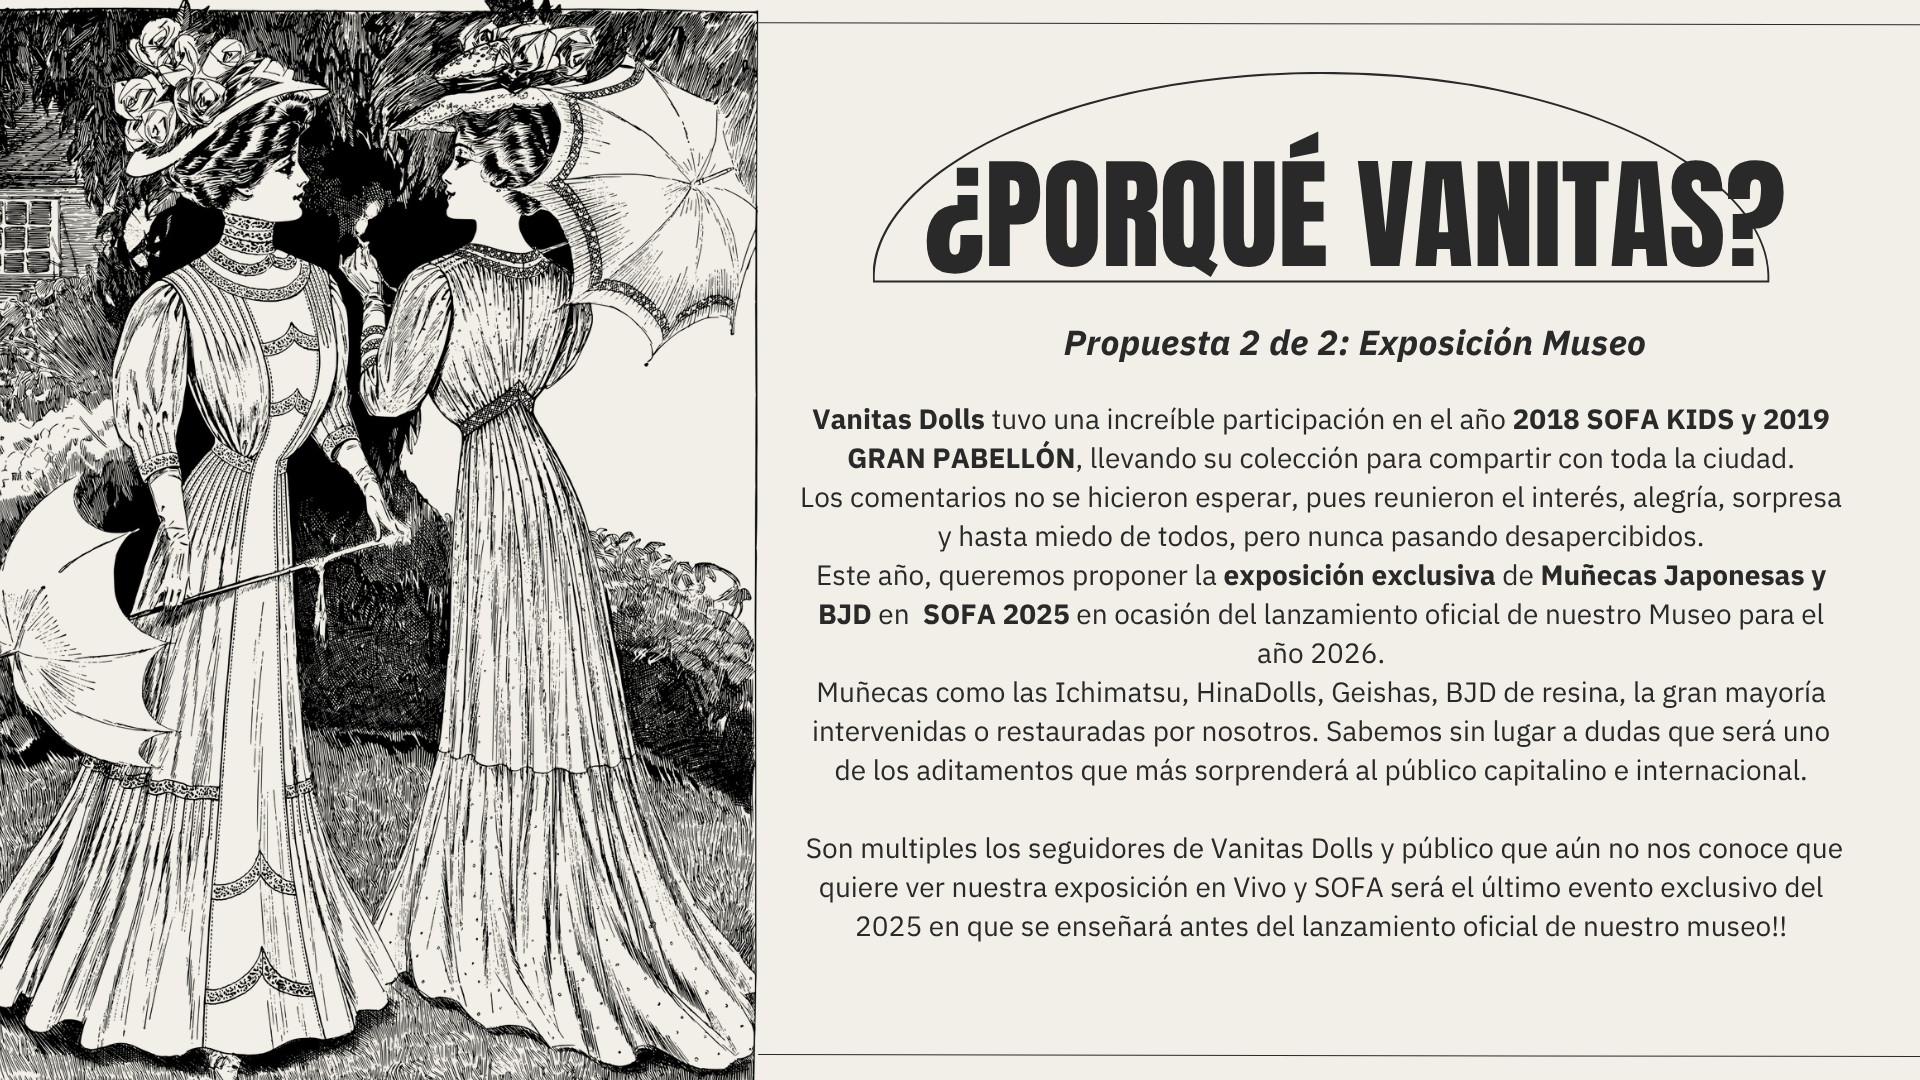 ¿PORQUÉ VANITAS?
Propuesta 2 de 2: Exposición Museo
Vanitas Dolls tuvo una increíble participación en el año 2018 SOFA KIDS y 2019
GRAN PABELLÓN, llevando su colección para compartir con toda la ciudad.
Los comentarios no se hicieron esperar, pues reunieron el interés, alegría, sorpresa
y hasta miedo de todos, pero nunca pasando desapercibidos.
Este año, queremos proponer la exposición exclusiva de Muñecas Japonesas y
BJD en  SOFA 2025 en ocasión del lanzamiento oficial de nuestro Museo para el
año 2026.
Muñecas como las Ichimatsu, HinaDolls, Geishas, BJD de resina, la gran mayoría
intervenidas o restauradas por nosotros. Sabemos sin lugar a dudas que será uno
de los aditamentos que más sorprenderá al público capitalino e internacional.
Son multiples los seguidores de Vanitas Dolls y público que aún no nos conoce que
quiere ver nuestra exposición en Vivo y SOFA será el último evento exclusivo del
2025 en que se enseñará antes del lanzamiento oficial de nuestro museo!!